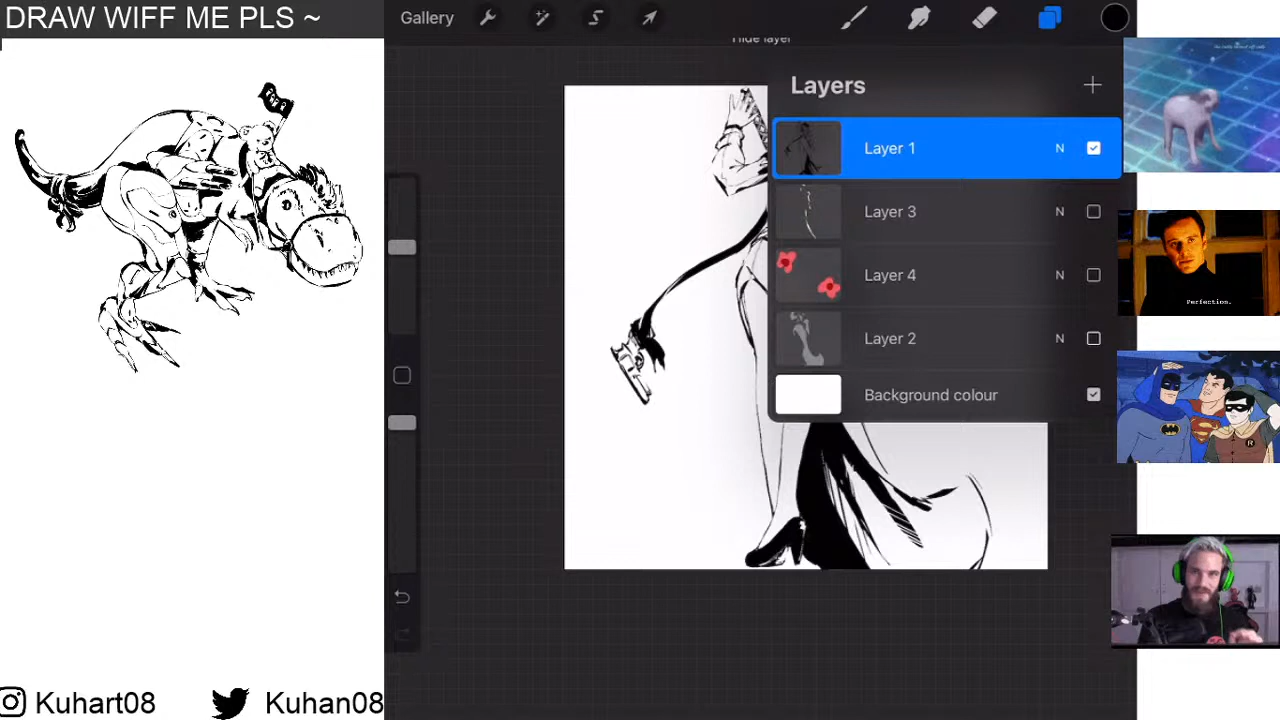 DRAW WIFF ME PLS ~
Gallery
Hide layer
Layers
Layer 1 N
Layer 3 N
Layer 4 N
Layer 2 N
Background colour
Perfection.
R
Kuhart08 Kuhan08